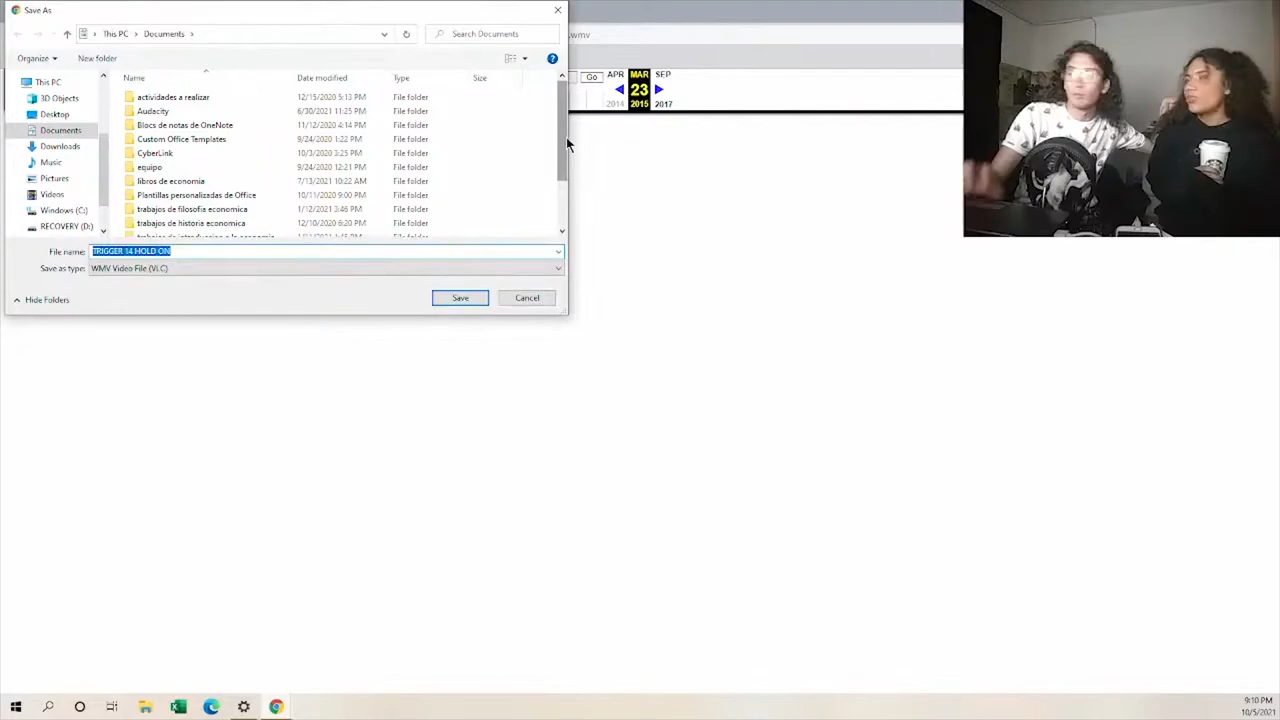 Save As
This PC > Documents >
Search Documents
.wmv
Organize
New folder
Name
Date modified
Type
Size
Go
APR
MAR
SEP
23
2014
2015
2017
This PC
3D Objects
Desktop
Documents
Downloads
Music
Pictures
Videos
Windows (C:)
RECOVERY (D:)
actividades a realizar 12/15/2020 5:13 PM File folder
Audacity 6/30/2021 11:25 PM File folder
Blocs de notas de OneNote 11/12/2020 4:14 PM File folder
Custom Office Templates 9/24/2020 1:22 PM File folder
CyberLink 10/3/2020 3:25 PM File folder
equipo 9/24/2020 12:21 PM File folder
libros de economia 7/13/2021 10:22 AM File folder
Plantillas personalizadas de Office 10/11/2020 9:00 PM File folder
trabajos de filosofia economica 1/12/2021 3:46 PM File folder
trabajos de historia economica 12/10/2020 6:20 PM File folder
File name: TRIGGER 14 HOLD ON
Save as type: WMV Video File (VLC)
Hide Folders
Save
Cancel
9:10 PM
10/5/2021